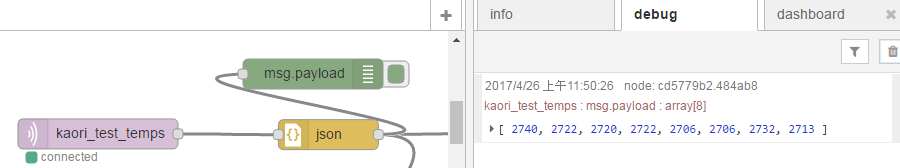 info
debug
dashboard
msg.payload
kaori_test_temps
json
connected
2017/4/26 上午11:50:26 node: cd5779b2.484ab8
kaori_test_temps : msg.payload : array[8]
[ 2740, 2722, 2720, 2722, 2706, 2706, 2732, 2713 ]